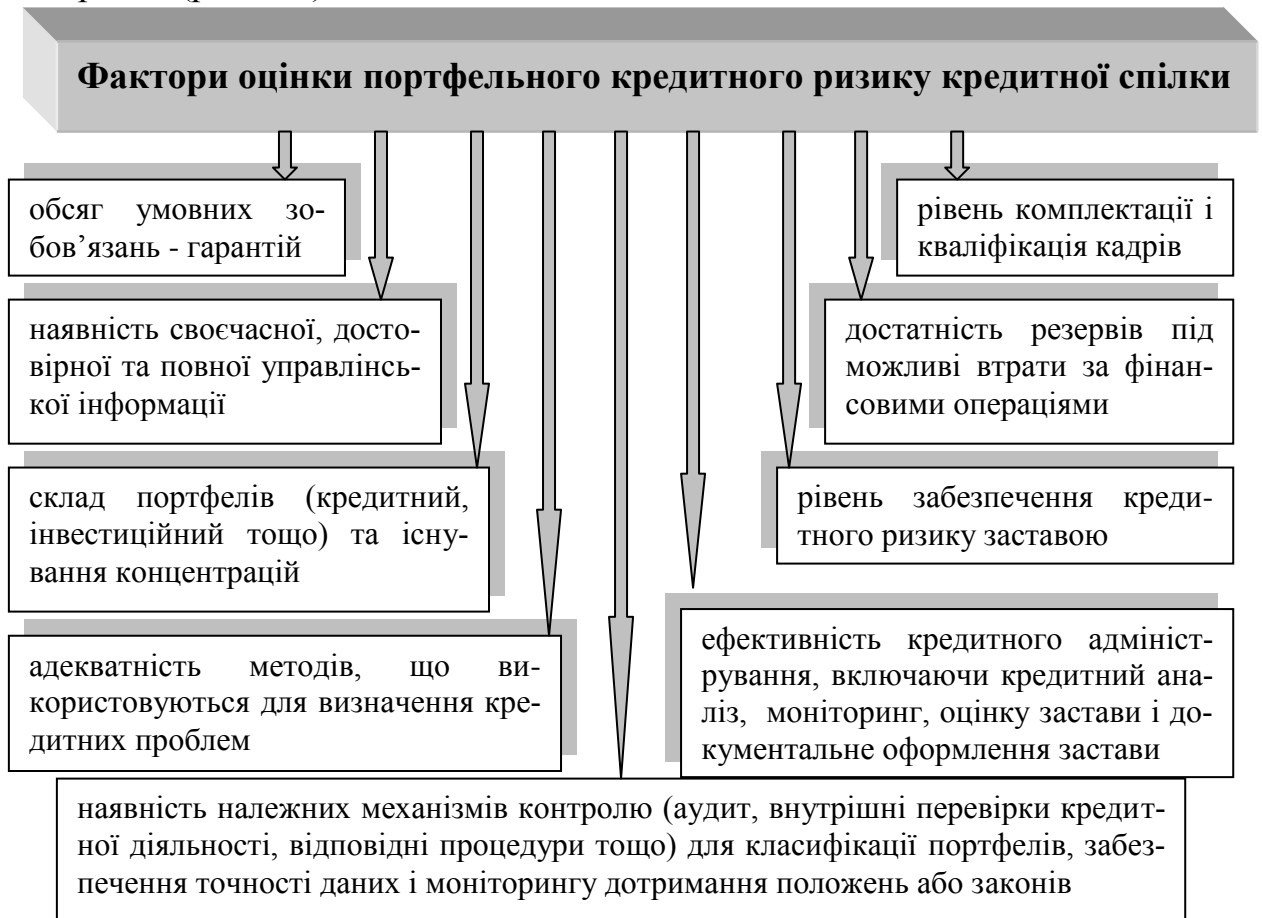 Фактори оцінки портфельного кредитного ризику кредитної спілки
обсяг умовних зо-
бов’язань - гарантій
наявність своєчасної, досто-
вірної та повної управлінсь-
кої інформації
склад портфелів (кредитний,
інвестиційний тощо) та існу-
вання концентрацій
адекватність методів, що ви-
користовуються для визначення кре-
дитних проблем
рівень комплектації і
кваліфікація кадрів
достатність резервів під
можливі втрати за фінан-
совими операціями
рівень забезпечення креди-
тного ризику заставою
ефективність кредитного адмініст-
рування, включаючи кредитний ана-
ліз, моніторинг, оцінку застави і до-
кументальне оформлення застави
наявність належних механізмів контролю (аудит, внутрішні перевірки кредит-
ної діяльності, відповідні процедури тощо) для класифікації портфелів, забез-
печення точності даних і моніторингу дотримання положень або законів